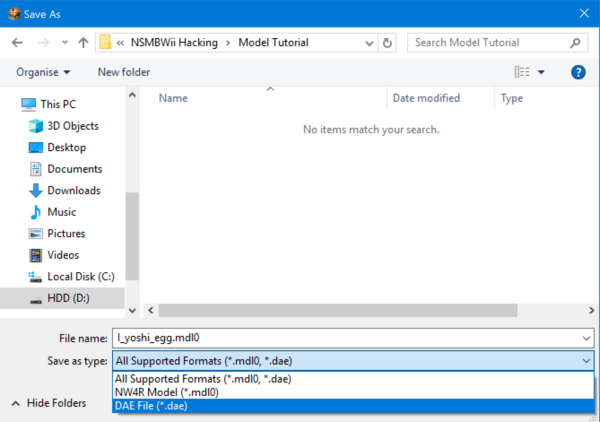 Save As
« NSMBWii Hacking > Model Tutorial
Search Model Tutorial
Organise
New folder
?
This PC
3D Objects
Desktop
Documents
Downloads
Music
Pictures
Videos
Local Disk (C:)
HDD (D:)
Name
Date modified
Type
No items match your search.
File name: I_yoshi_egg.mdl0
Save as type: All Supported Formats (*.mdl0, *.dae)
All Supported Formats (*.mdl0, *.dae)
NW4R Model (*.mdl0)
DAE File (*.dae)
Hide Folders